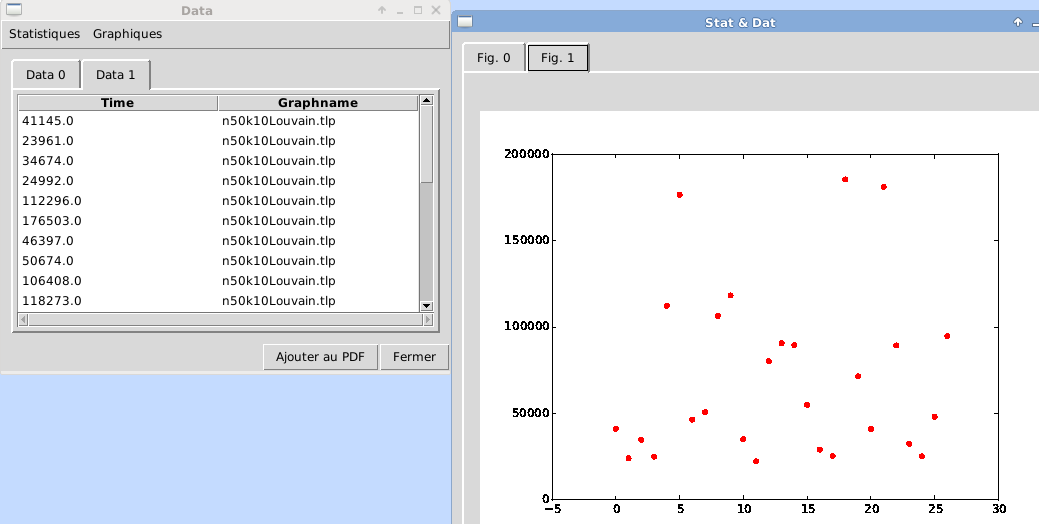 Data
Statistiques Graphiques
Data 0 Data 1
Time Graphname
41145.0 n50k10Louvain.tlp
23961.0 n50k10Louvain.tlp
34674.0 n50k10Louvain.tlp
24992.0 n50k10Louvain.tlp
112296.0 n50k10Louvain.tlp
176503.0 n50k10Louvain.tlp
46397.0 n50k10Louvain.tlp
50674.0 n50k10Louvain.tlp
106408.0 n50k10Louvain.tlp
118273.0 n50k10Louvain.tlp
Ajouter au PDF Fermer
Stat & Dat
Fig. 0 Fig. 1
200000
150000
100000
50000
0
−5 0 5 10 15 20 25 30